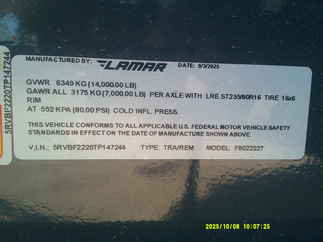 MANUFACTURED BY: LAMAR DATE: 9/3/2025
GVWR 6349 KG (14,000.00 LB)
GAWR ALL 3175 KG (7,000.00 LB) PER AXLE WITH LRE ST235/80R16 TIRE 16x6
RIM
AT 552 KPA (80.00 PSI) COLD INFL. PRESS.
THIS VEHICLE CONFORMS TO ALL APPLICABLE U.S. FEDERAL MOTOR VEHICLE SAFETY
STANDARDS IN EFFECT ON THE DATE OF MANUFACTURE SHOWN ABOVE.
V.I.N.: 5RVBF2220TP147244 TYPE: TRA/REM. MODEL: F8022227
5RVBF2220TP147244
2025/10/08 10:07:25